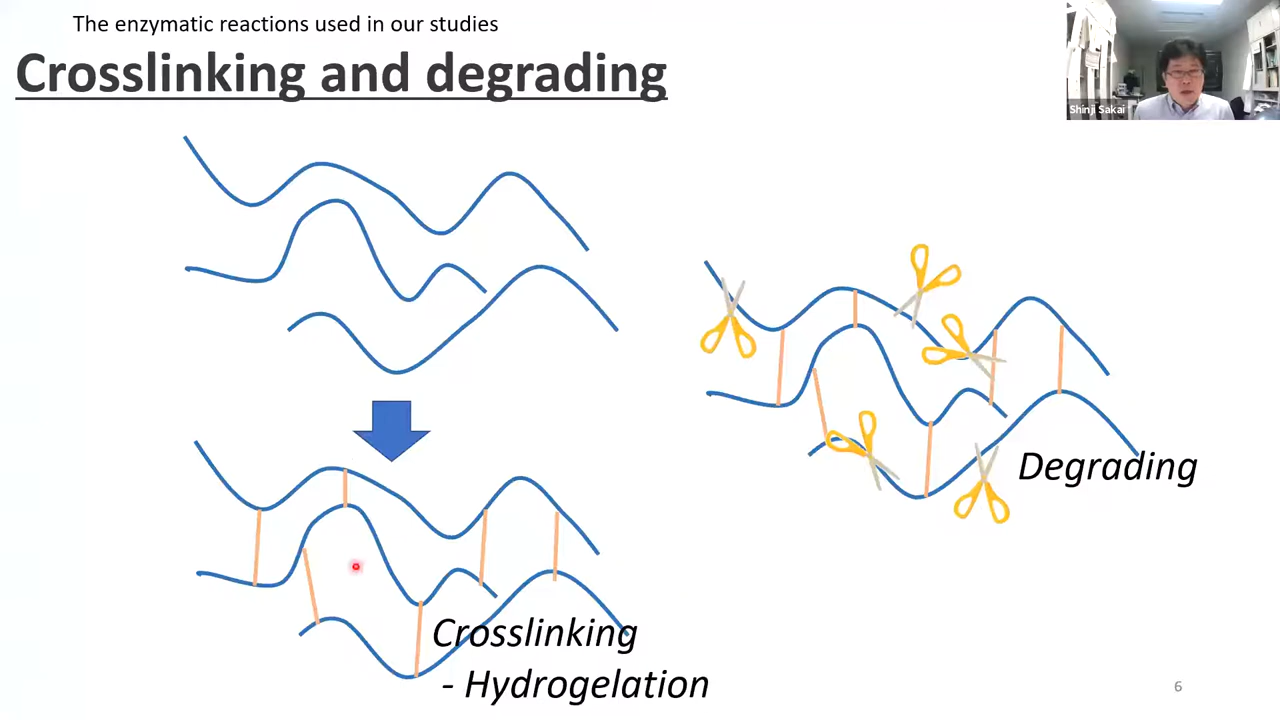 The enzymatic reactions used in our studies
Crosslinking and degrading
Shinji Sakai
Degrading
Crosslinking
- Hydrogelation
6